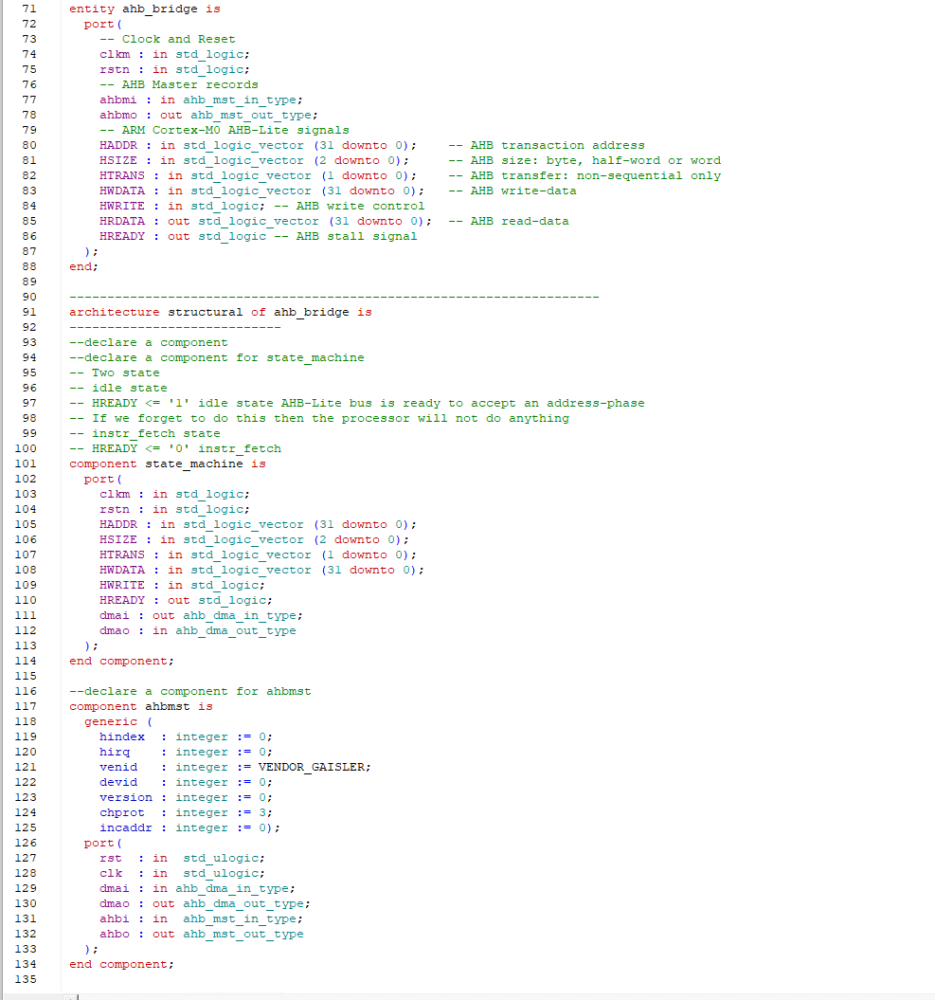 71 entity ahb_bridge is
72   port(
73     -- Clock and Reset
74     clkm : in std_logic;
75     rstn : in std_logic;
76     -- AHB Master records
77     ahbmi : in ahb_mst_in_type;
78     ahbmo : out ahb_mst_out_type;
79     -- ARM Cortex-M0 AHB-Lite signals
80     HADDR : in std_logic_vector (31 downto 0);    -- AHB transaction address
81     HSIZE : in std_logic_vector (2 downto 0);     -- AHB size: byte, half-word or word
82     HTRANS : in std_logic_vector (1 downto 0);    -- AHB transfer: non-sequential only
83     HWDATA : in std_logic_vector (31 downto 0);   -- AHB write-data
84     HWRITE : in std_logic; -- AHB write control
85     HRDATA : out std_logic_vector (31 downto 0);  -- AHB read-data
86     HREADY : out std_logic -- AHB stall signal
87   );
88 end;
89
90 ----------------------------------------------------------------------
91 architecture structural of ahb_bridge is
92 ----------------------------
93 --declare a component
94 --declare a component for state_machine
95 -- Two state
96 -- idle state
97 -- HREADY <= '1' idle state AHB-Lite bus is ready to accept an address-phase
98 -- If we forget to do this then the processor will not do anything
99 -- instr_fetch state
100 -- HREADY <= '0' instr_fetch
101 component state_machine is
102   port(
103     clkm : in std_logic;
104     rstn : in std_logic;
105     HADDR : in std_logic_vector (31 downto 0);
106     HSIZE : in std_logic_vector (2 downto 0);
107     HTRANS : in std_logic_vector (1 downto 0);
108     HWDATA : in std_logic_vector (31 downto 0);
109     HWRITE : in std_logic;
110     HREADY : out std_logic;
111     dmai : out ahb_dma_in_type;
112     dmao : in ahb_dma_out_type
113   );
114 end component;
115
116 --declare a component for ahbmst
117 component ahbmst is
118   generic (
119     hindex  : integer := 0;
120     hirq    : integer := 0;
121     venid   : integer := VENDOR_GAISLER;
122     devid   : integer := 0;
123     version : integer := 0;
124     chprot  : integer := 3;
125     incaddr : integer := 0);
126   port(
127     rst  : in  std_ulogic;
128     clk  : in  std_ulogic;
129     dmai : in ahb_dma_in_type;
130     dmao : out ahb_dma_out_type;
131     ahbi : in  ahb_mst_in_type;
132     ahbo : out ahb_mst_out_type
133   );
134 end component;
135